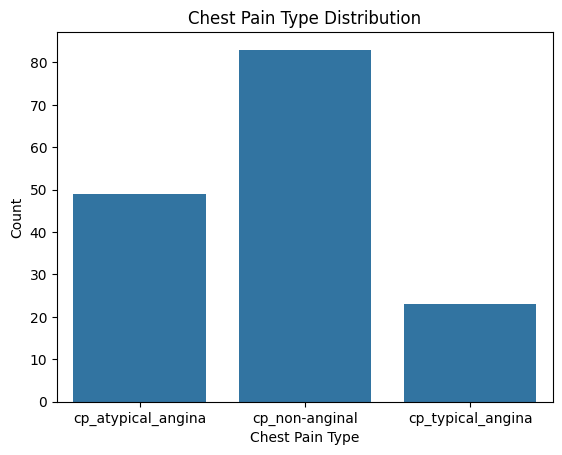 Chest Pain Type Distribution
Count
80
70
60
50
40
30
20
10
0
cp_atypical_angina cp_non-anginal cp_typical_angina
Chest Pain Type